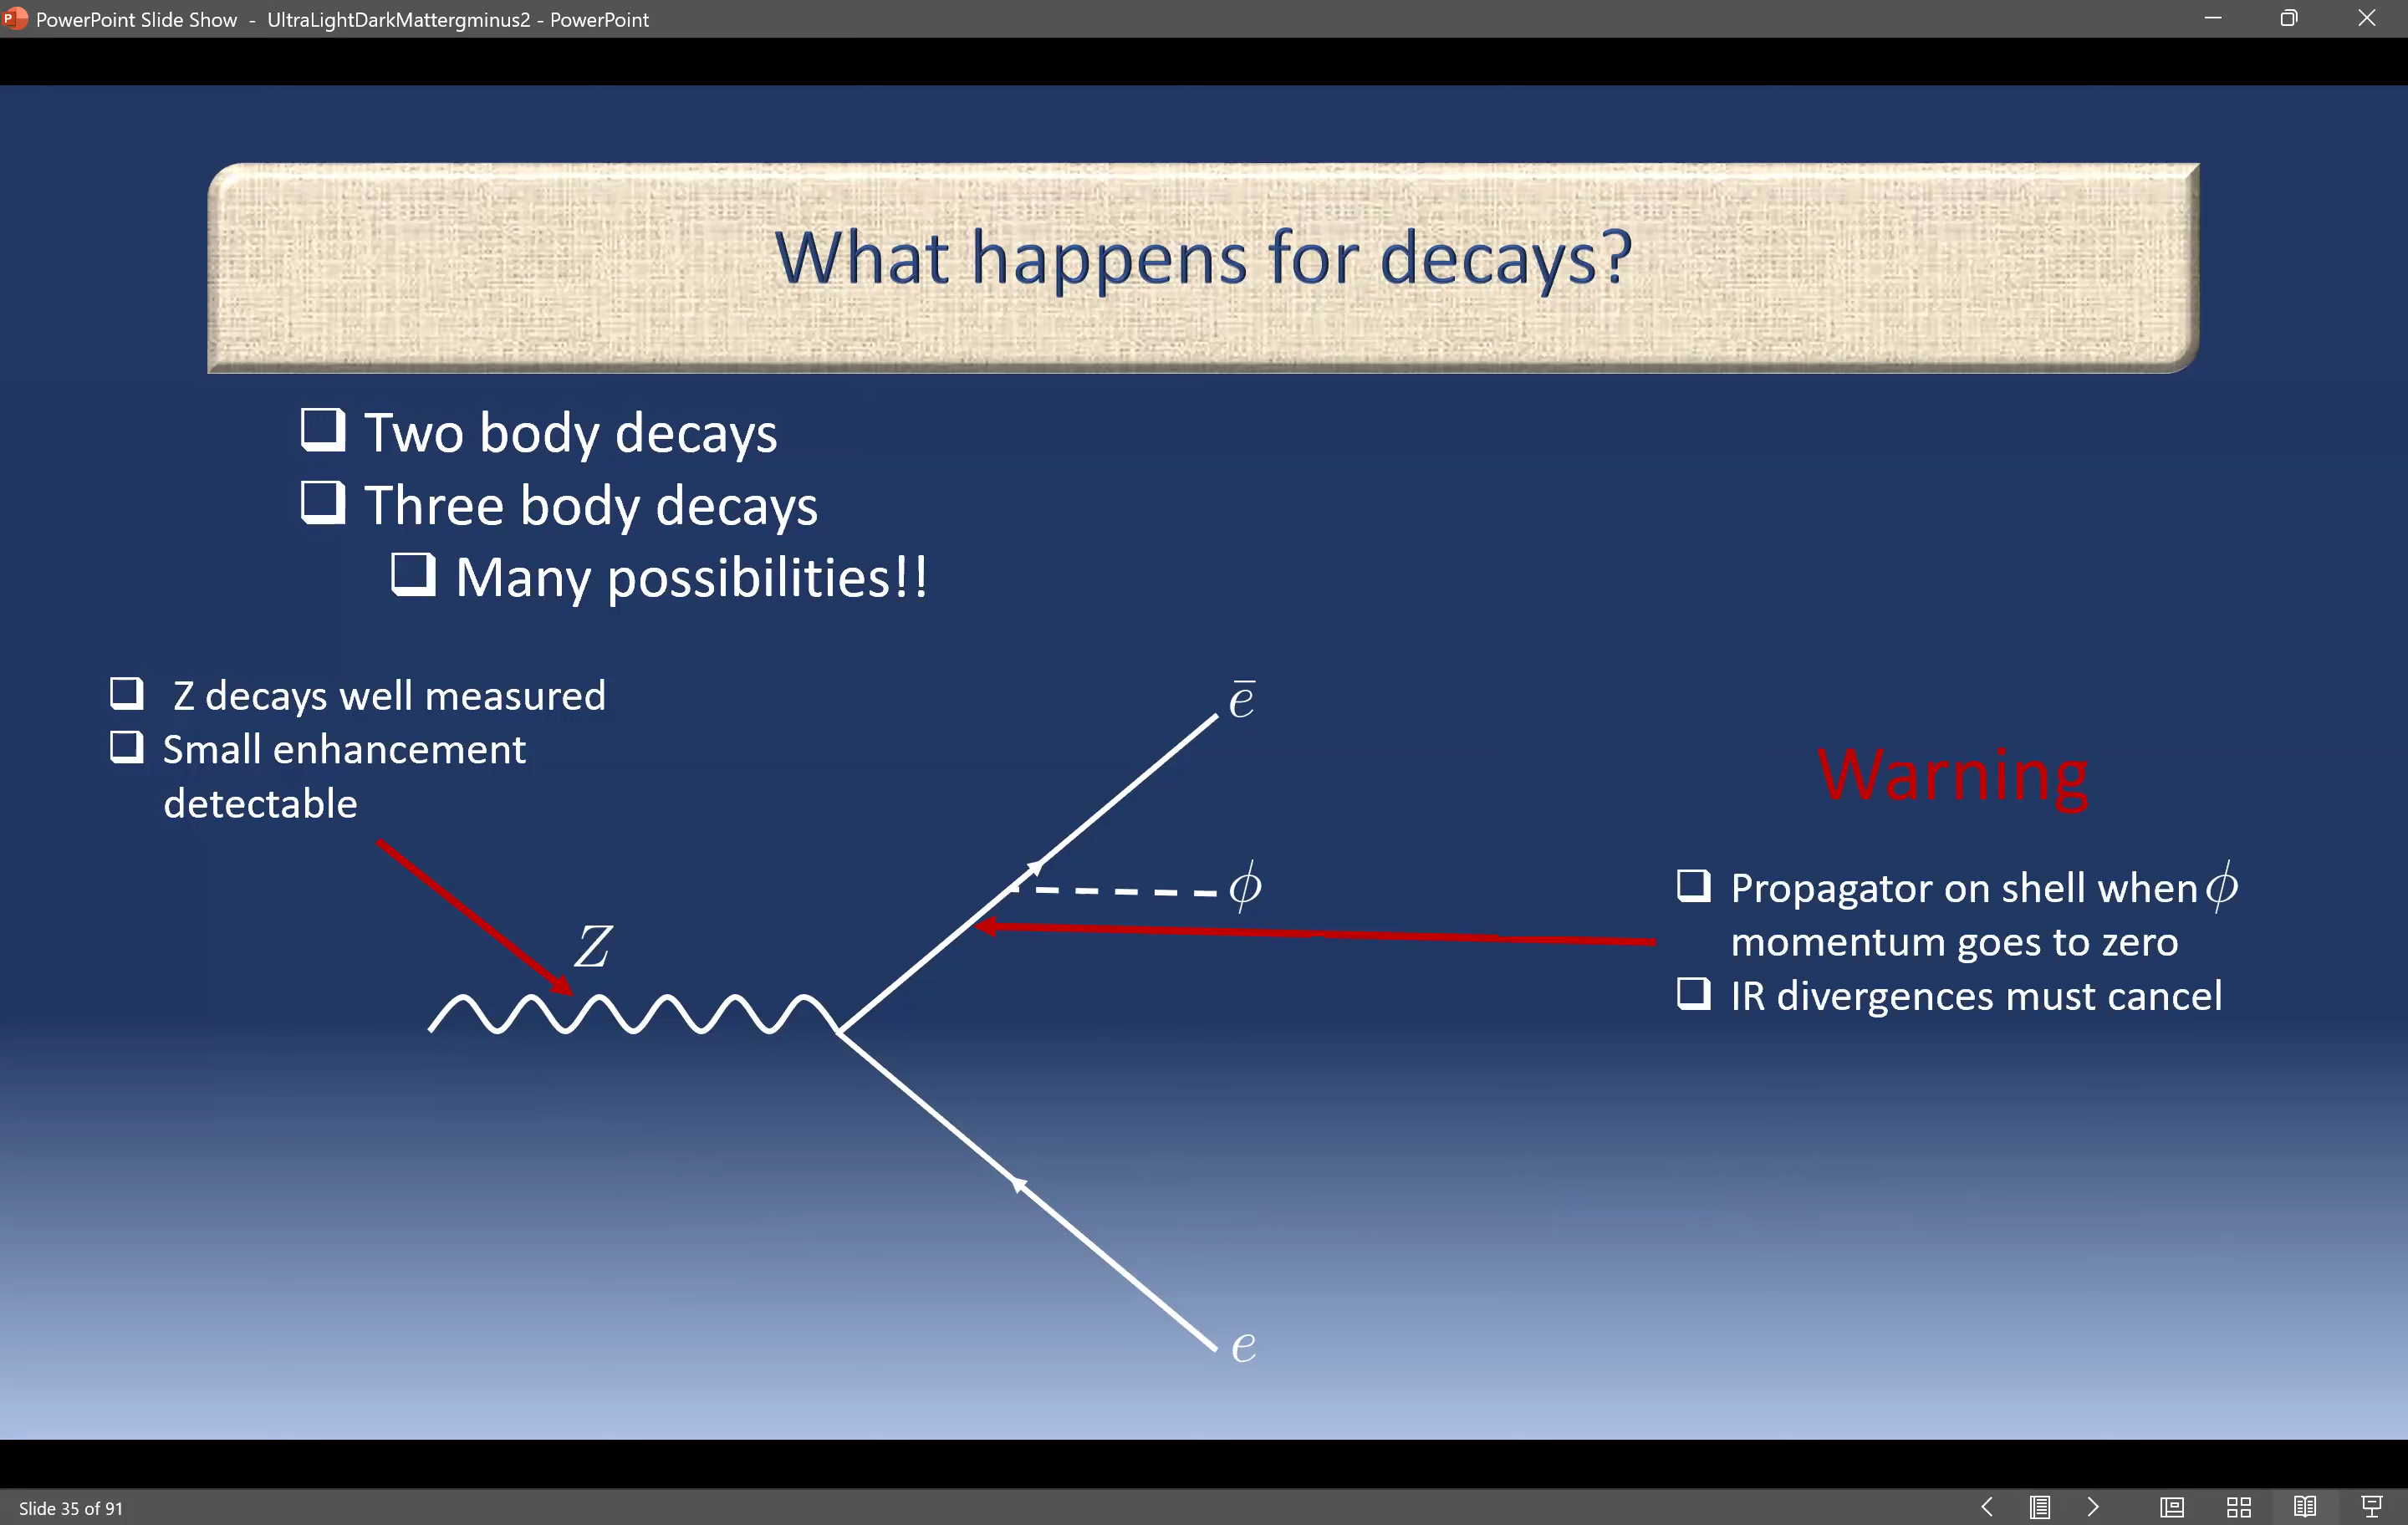 PowerPoint Slide Show - UltraLightDarkMattergminus2 - PowerPoint
What happens for decays?
Two body decays
Three body decays
Many possibilities!!
Z decays well measured
Small enhancement
detectable
Z
e̅
ϕ
e
Warning
Propagator on shell when ϕ
momentum goes to zero
IR divergences must cancel
Slide 35 of 91